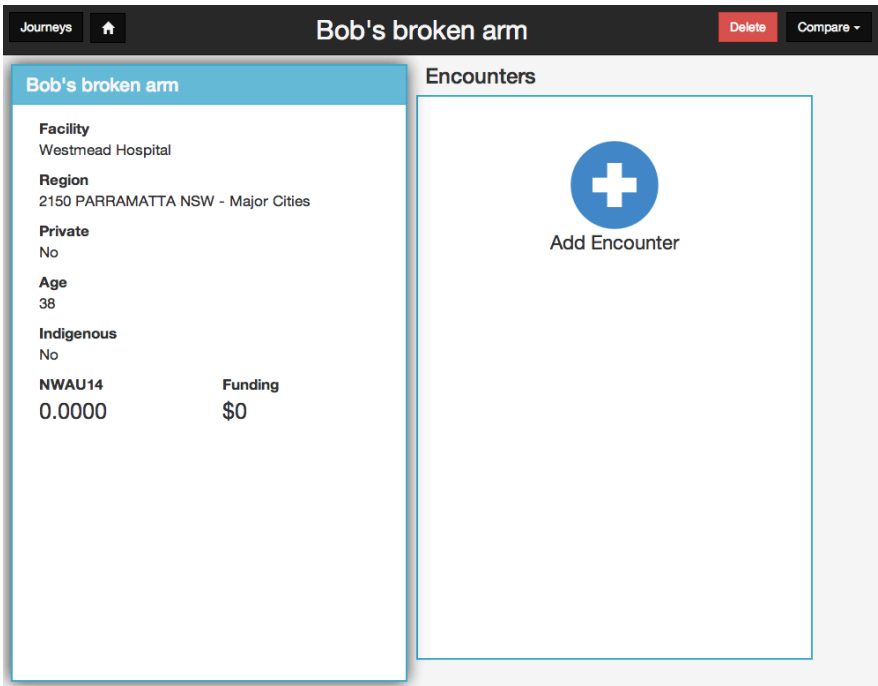 Journeys
Bob's broken arm
Delete
Compare
Bob's broken arm
Facility
Westmead Hospital
Region
2150 PARRAMATTA NSW - Major Cities
Private
No
Age
38
Indigenous
No
NWAU14 Funding
0.0000 $0
Encounters
Add Encounter